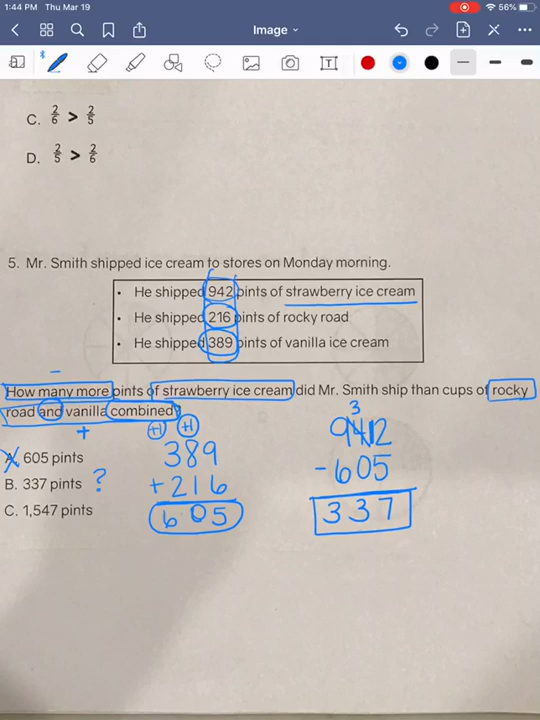 1:44 PM Thu Mar 19
56%
Image
T
C. 2/6 > 2/5
D. 2/5 > 2/6
5. Mr. Smith shipped ice cream to stores on Monday morning.
• He shipped 942 pints of strawberry ice cream
• He shipped 216 pints of rocky road
• He shipped 389 pints of vanilla ice cream
−
How many more pints of strawberry ice cream did Mr. Smith ship than cups of rocky
road and vanilla combined?
+
A. 605 pints
B. 337 pints ?
C. 1,547 pints
+1 +1
389
+216
605
3
9412
-605
337